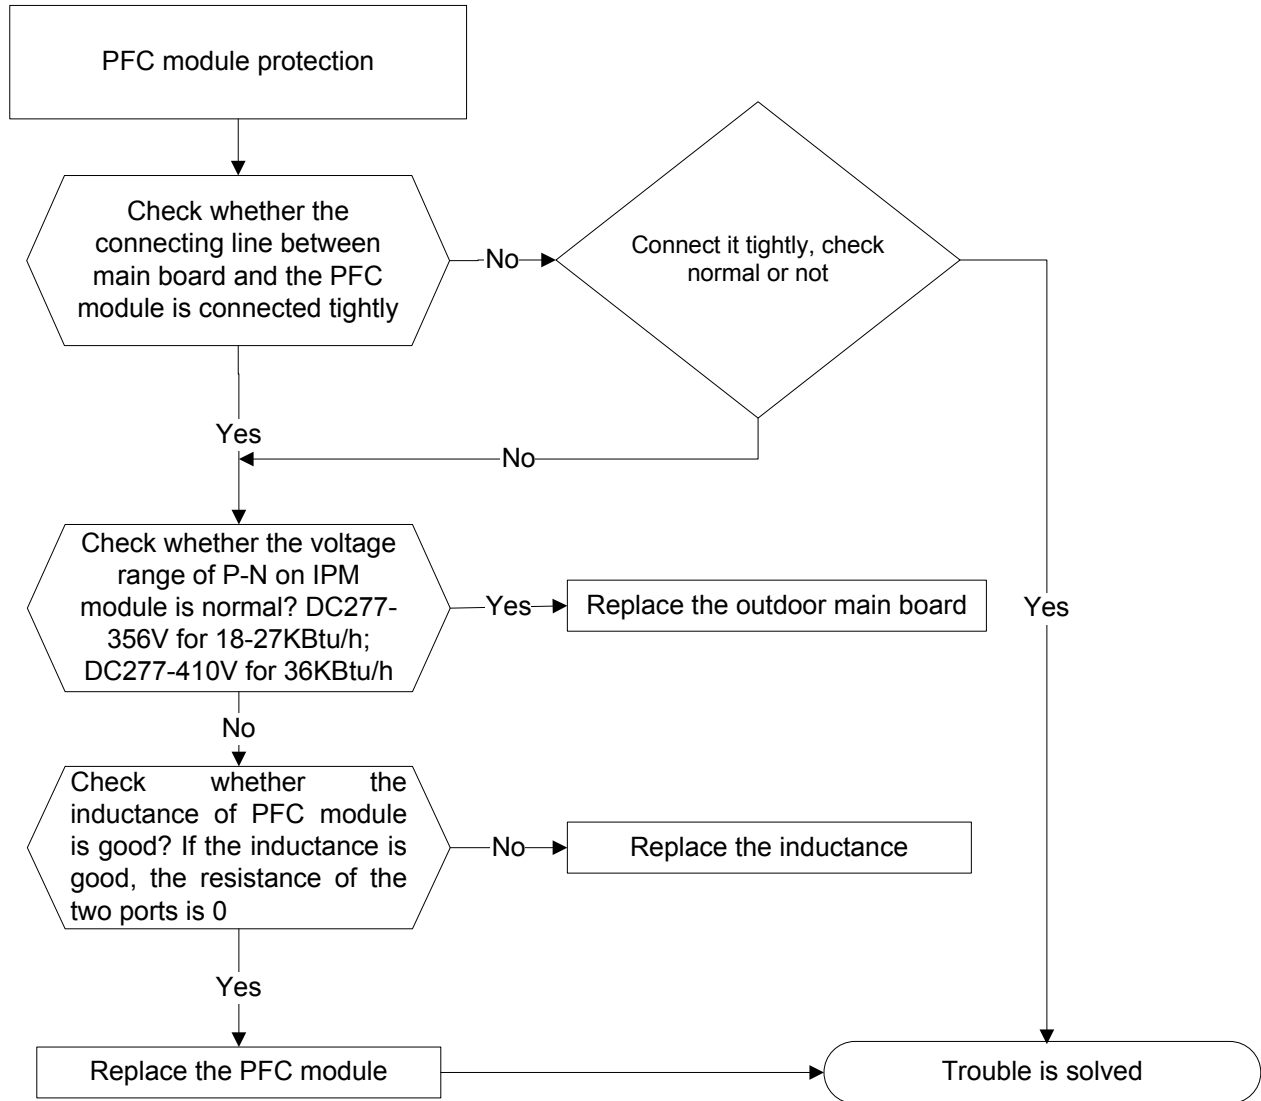 PFC module protection
Check whether the
connecting line between
main board and the PFC
module is connected tightly
No
Connect it tightly, check
normal or not
Yes
No
Check whether the voltage
range of P-N on IPM
module is normal? DC277-
356V for 18-27KBtu/h;
DC277-410V for 36KBtu/h
Yes
Replace the outdoor main board
Yes
No
Check whether the
inductance of PFC module
is good? If the inductance is
good, the resistance of the
two ports is 0
No
Replace the inductance
Yes
Replace the PFC module
Trouble is solved